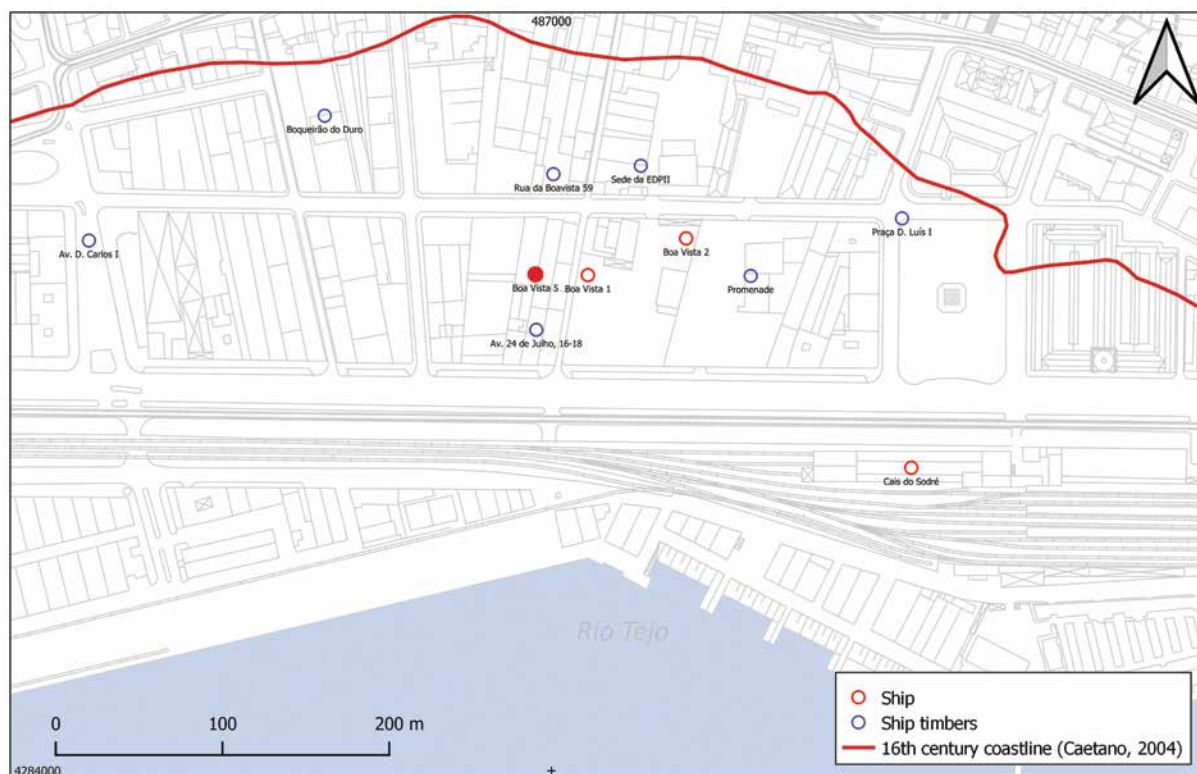 487000
Boqueirão do Duro
Sede da EDPII
Rua da Boavista 59
Praça D. Luís I
Av. D. Carlos I
Boa Vista 2
Boa Vista 5
Boa Vista 1
Promenade
Av. 24 de Julho, 16-18
Cais do Sodré
Rio Tejo
Ship
Ship timbers
16th century coastline (Caetano, 2004)
0 100 200 m
4284000